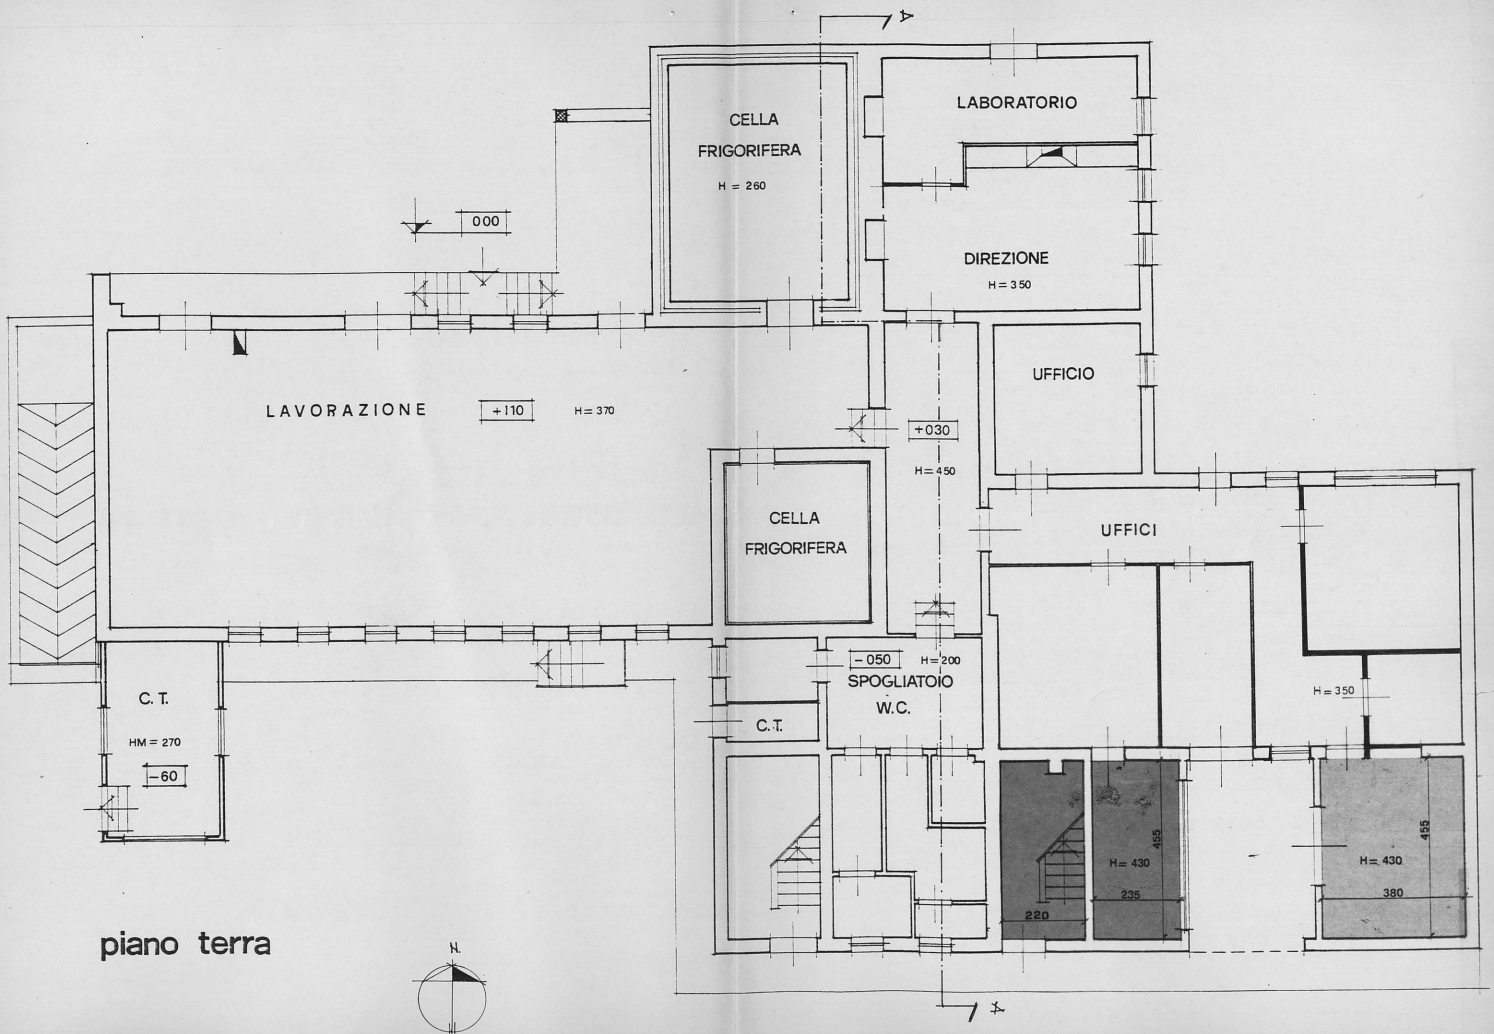 A
LABORATORIO
CELLA
FRIGORIFERA
H = 260
000
DIREZIONE
H = 350
UFFICIO
LAVORAZIONE
+110
H = 370
+030
H = 450
CELLA
FRIGORIFERA
UFFICI
- 050
H = 200
SPOGLIATOIO
W.C.
H = 350
C.T.
HM = 270
-60
C.T.
455
H = 430
235
220
455
H = 430
380
piano terra
N.
A